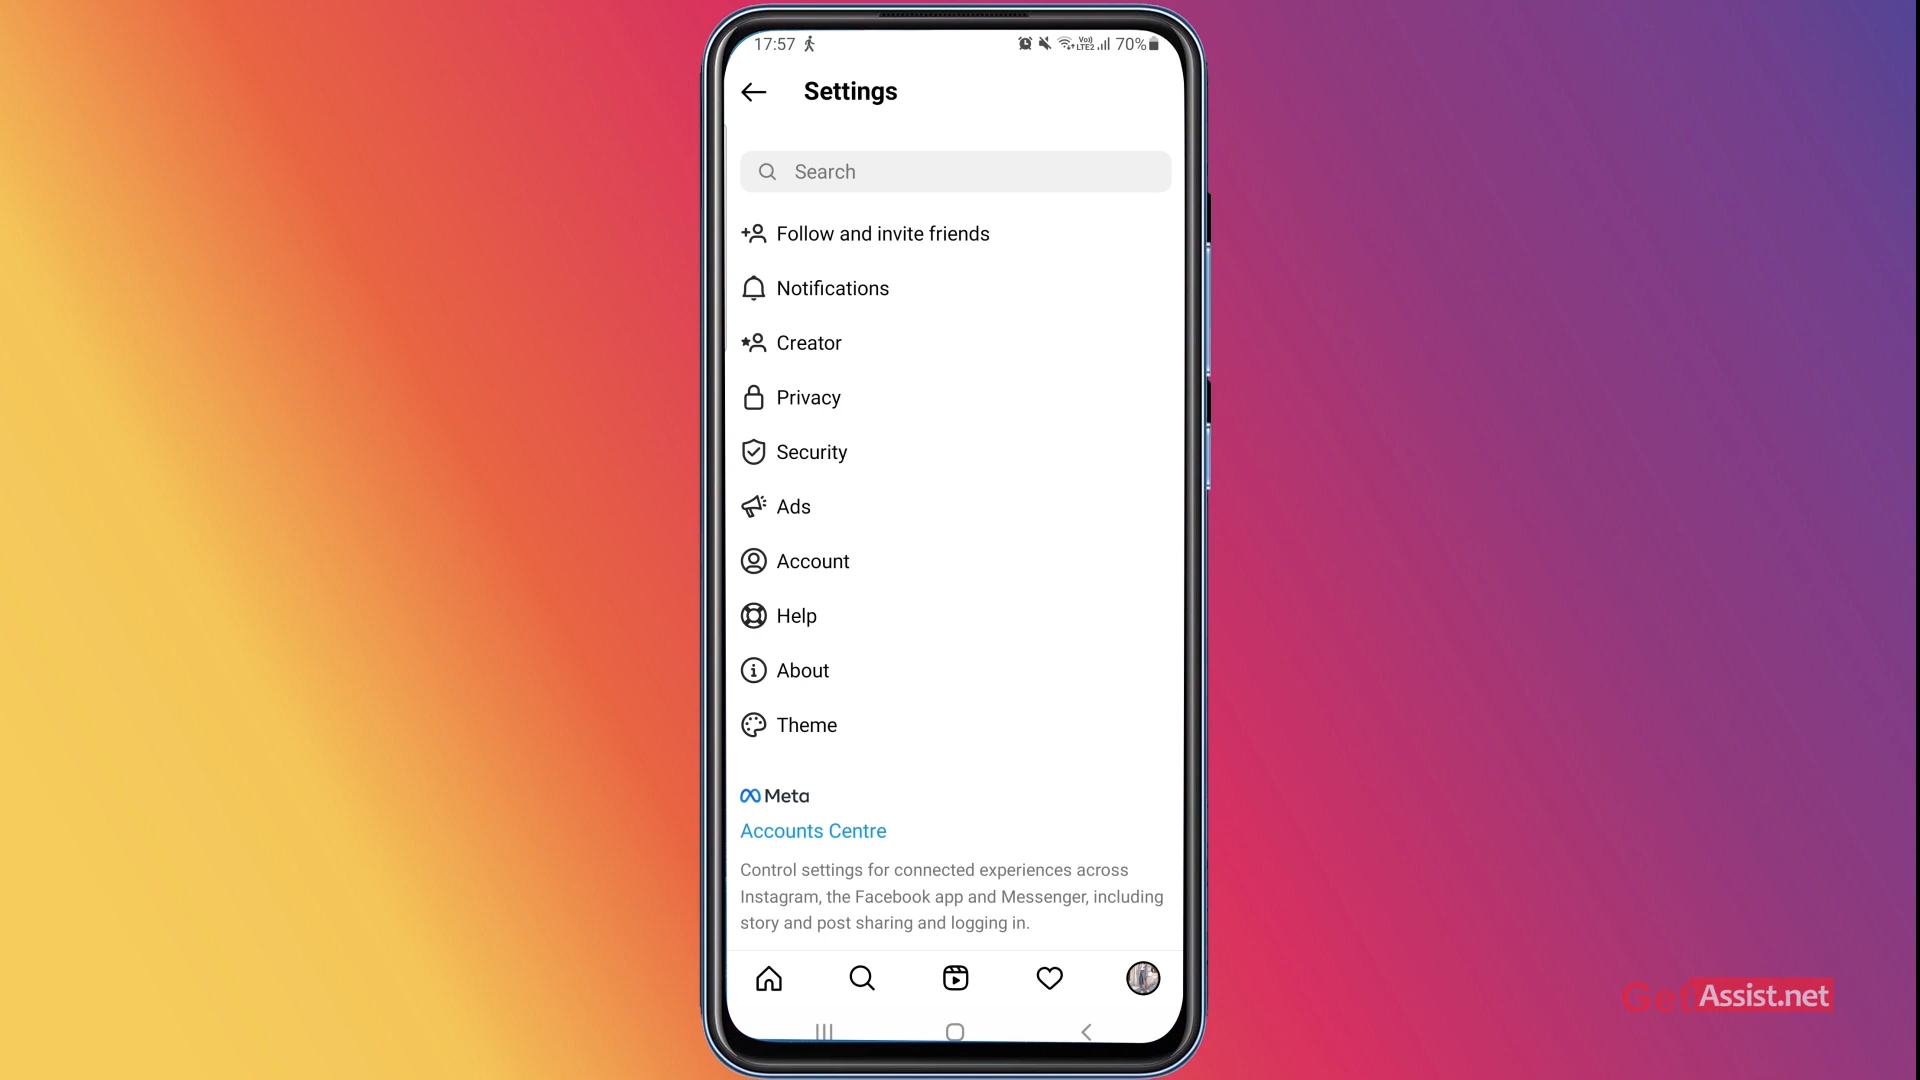 17:57
Vo)) LTE2 70%
Settings
Search
Follow and invite friends
Notifications
Creator
Privacy
Security
Ads
Account
Help
About
Theme
Meta
Accounts Centre
Control settings for connected experiences across
Instagram, the Facebook app and Messenger, including
story and post sharing and logging in.
GetAssist.net